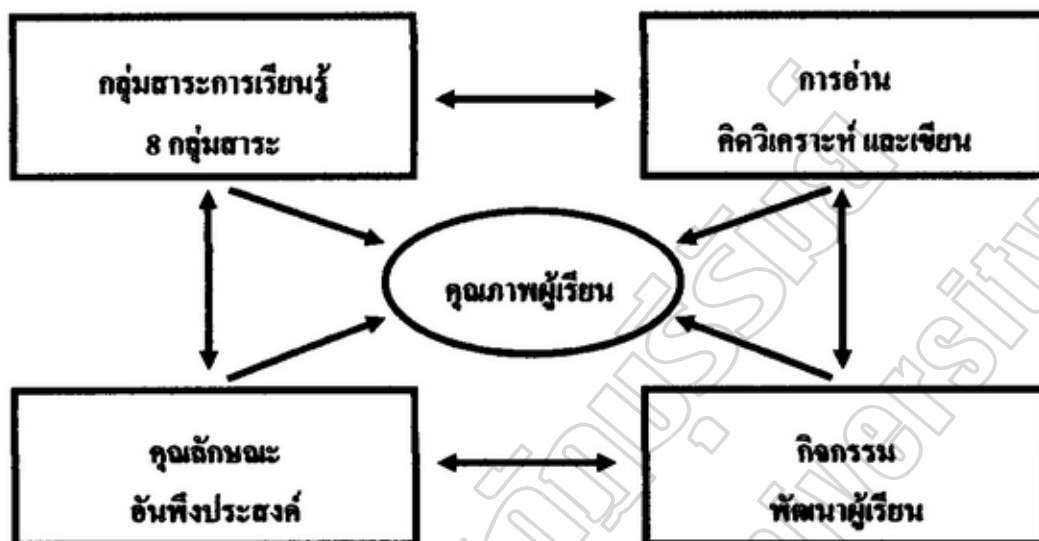 กลุ่มสาระการเรียนรู้
8 กลุ่มสาระ
การอ่าน
คิดวิเคราะห์ และเขียน
คุณภาพผู้เรียน
คุณลักษณะ
อันพึงประสงค์
กิจกรรม
พัฒนาผู้เรียน